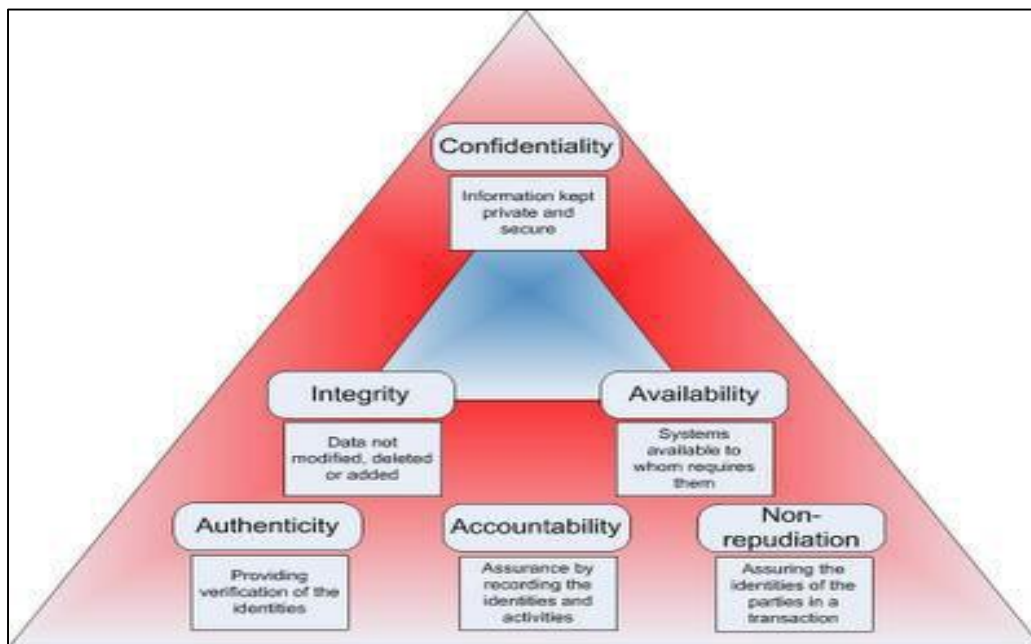 Confidentiality
Information kept
private and
secure
Integrity
Data not
modified, deleted
or added
Availability
Systems
available to
whom requires
them
Authenticity
Providing
verification of the
identities
Accountability
Assurance by
recording the
identities and
activities
Non-
repudiation
Assuring the
identities of the
parties in a
transaction